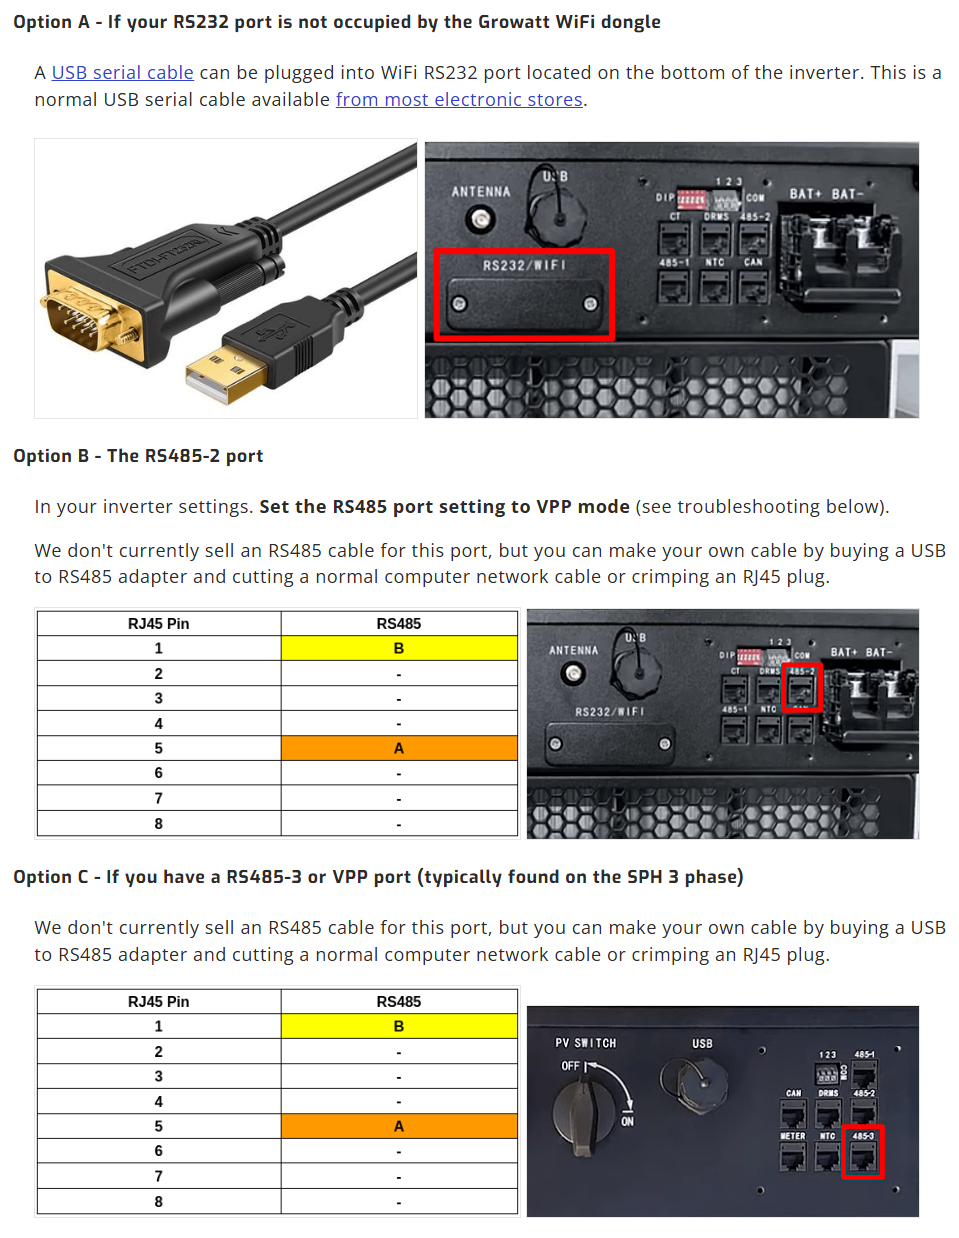 Option A - If your RS232 port is not occupied by the Growatt WiFi dongle
A USB serial cable can be plugged into WiFi RS232 port located on the bottom of the inverter. This is a
normal USB serial cable available from most electronic stores.
FTDI-FT232RL
ANTENNA
USB
RS232/WIFI
1 2 3
DIP
COM
BAT+ BAT-
CT DRMS 485-2
485-1 NTC CAN
Option B - The RS485-2 port
In your inverter settings. Set the RS485 port setting to VPP mode (see troubleshooting below).
We don't currently sell an RS485 cable for this port, but you can make your own cable by buying a USB
to RS485 adapter and cutting a normal computer network cable or crimping an RJ45 plug.
RJ45 Pin RS485
1 B
2 -
3 -
4 -
5 A
6 -
7 -
8 -
ANTENNA
USB
RS232/WIFI
1 2 3
DIP
COM
BAT+ BAT-
CT DRMS 485-2
485-1 NTC
Option C - If you have a RS485-3 or VPP port (typically found on the SPH 3 phase)
We don't currently sell an RS485 cable for this port, but you can make your own cable by buying a USB
to RS485 adapter and cutting a normal computer network cable or crimping an RJ45 plug.
RJ45 Pin RS485
1 B
2 -
3 -
4 -
5 A
6 -
7 -
8 -
PV SWITCH
OFF
ON
USB
1 2 3
COM
485-1
CAN DRMS 485-2
METER NTC 485-3